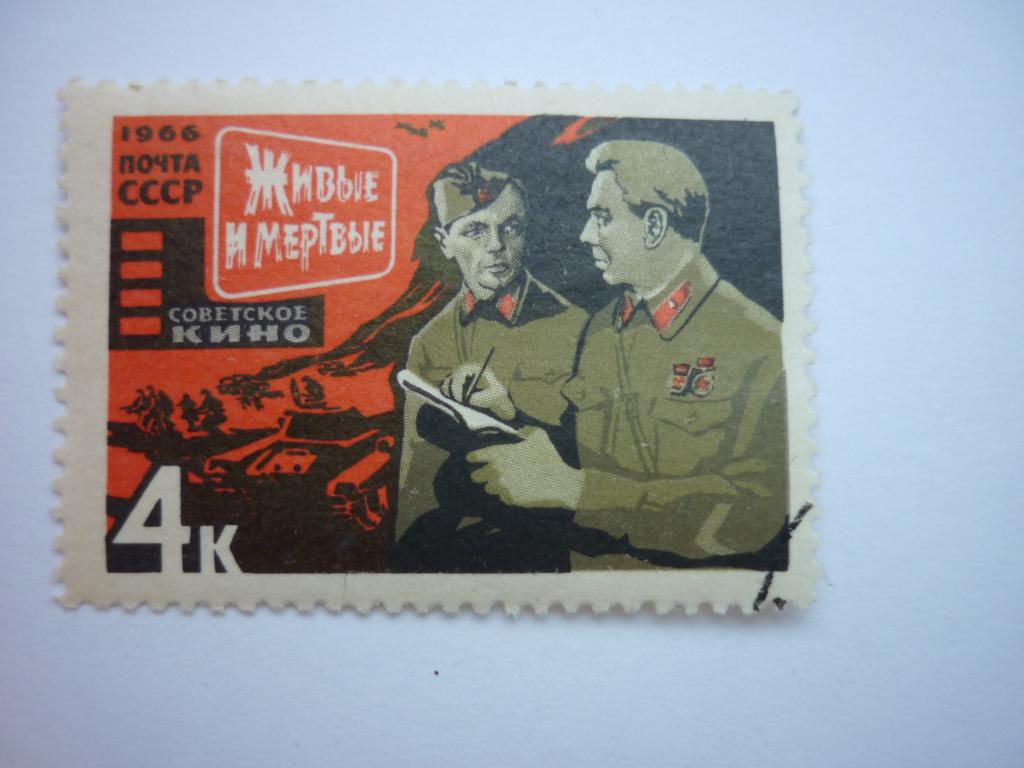 1966
ПОЧТА
СССР
ЖИВЫЕ
И МЕРТВЫЕ
СОВЕТСКОЕ
КИНО
4К